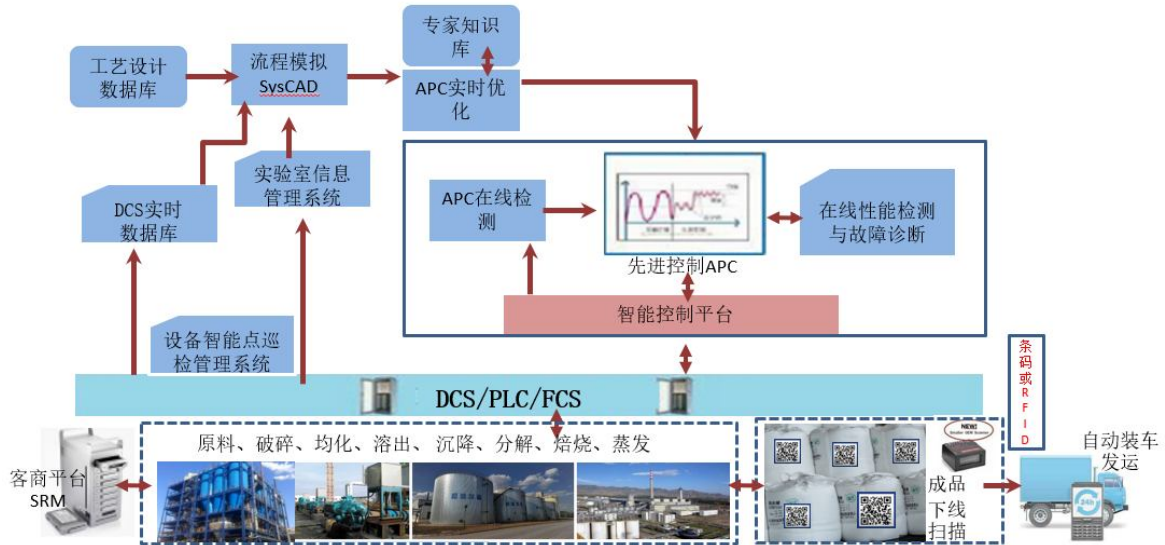 专家知识
库
工艺设计
数据库
流程模拟
SysCAD
APC实时优
化
实验室信息
管理系统
DCS实时
数据库
APC在线检
测
在线性能检测
与故障诊断
先进控制APC
智能控制平台
设备智能点巡
检管理系统
条码或RFID
DCS/PLC/FCS
原料、破碎、均化、溶出、沉降、分解、焙烧、蒸发
客商平台
SRM
NEW!
成品
下线
扫描
自动装车
发运
24h